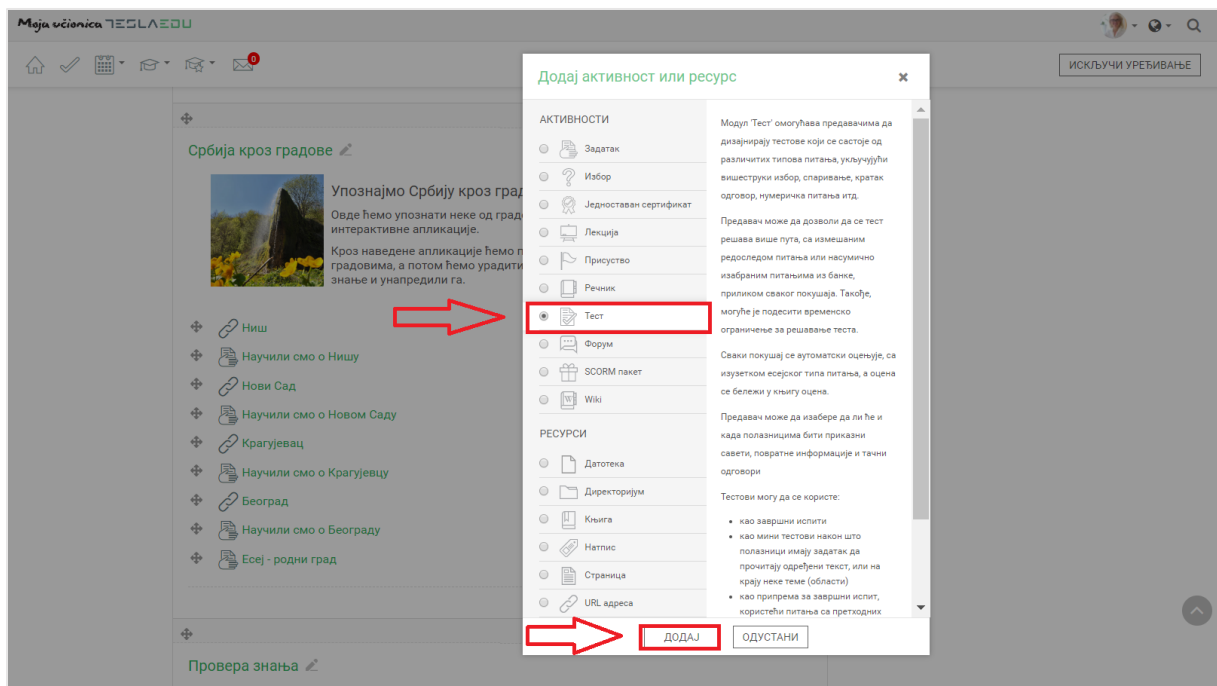 Moja učionica TESLAEDU
0
ИСКЉУЧИ УРЕЂИВАЊЕ
Србија кроз градове
Упознајмо Србију кроз град
Овде ћемо упознати неке од град
интерактивне апликације.
Кроз наведене апликације ћемо п
градовима, а потом ћемо урадити
знање и унапредили га.
Ниш
Научили смо о Нишу
Нови Сад
Научили смо о Новом Саду
Крагујевац
Научили смо о Крагујевцу
Београд
Научили смо о Београду
Есеј - родни град
Провера знања
Додај активност или ресурс
АКТИВНОСТИ
Задатак
Избор
Једноставан сертификат
Лекција
Присуство
Речник
Тест
Форум
SCORM пакет
Wiki
РЕСУРСИ
Датотека
Директоријум
Књига
Натпис
Страница
URL адреса
Модул 'Тест' омогућава предавачима да
дизајнирају тестове који се састоје од
различитих типова питања, укључујући
вишеструки избор, спаривање, кратак
одговор, нумеричка питања итд.
Предавач може да дозволи да се тест
решава више пута, са измешаним
редоследом питања или насумично
изабраним питањима из банке,
приликом сваког покушаја. Такође,
могуће је подесити временско
ограничење за решавање теста.
Сваки покушај се аутоматски оцењује, са
изузетком есејског типа питања, а оцена
се бележи у књигу оцена.
Предавач може да изабере да ли ће и
када полазницима бити приказни
савети, повратне информације и тачни
одговори
Тестови могу да се користе:
• као завршни испити
• као мини тестови након што
полазници имају задатак да
прочитају одређени текст, или на
крају неке теме (области)
• као припрема за завршни испит,
користећи питања са претходних
ДОДАЈ
ОДУСТАНИ